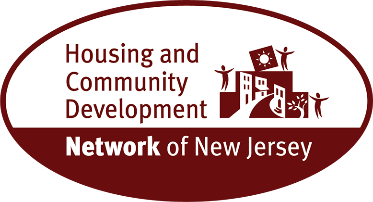 Housing and
Community
Development
Network of New Jersey